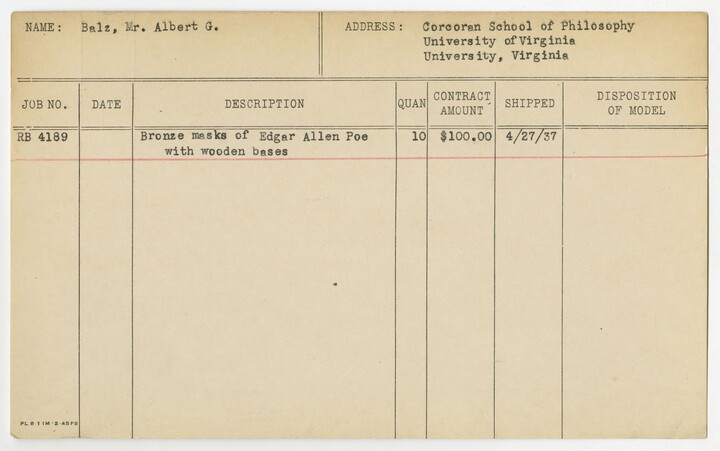 NAME: Balz, Mr. Albert G.
ADDRESS: Corcoran School of Philosophy
University of Virginia
University, Virginia
JOB NO. DATE DESCRIPTION QUAN CONTRACT AMOUNT SHIPPED DISPOSITION OF MODEL
RB 4189 Bronze masks of Edgar Allen Poe 10 $100.00 4/27/37
with wooden bases